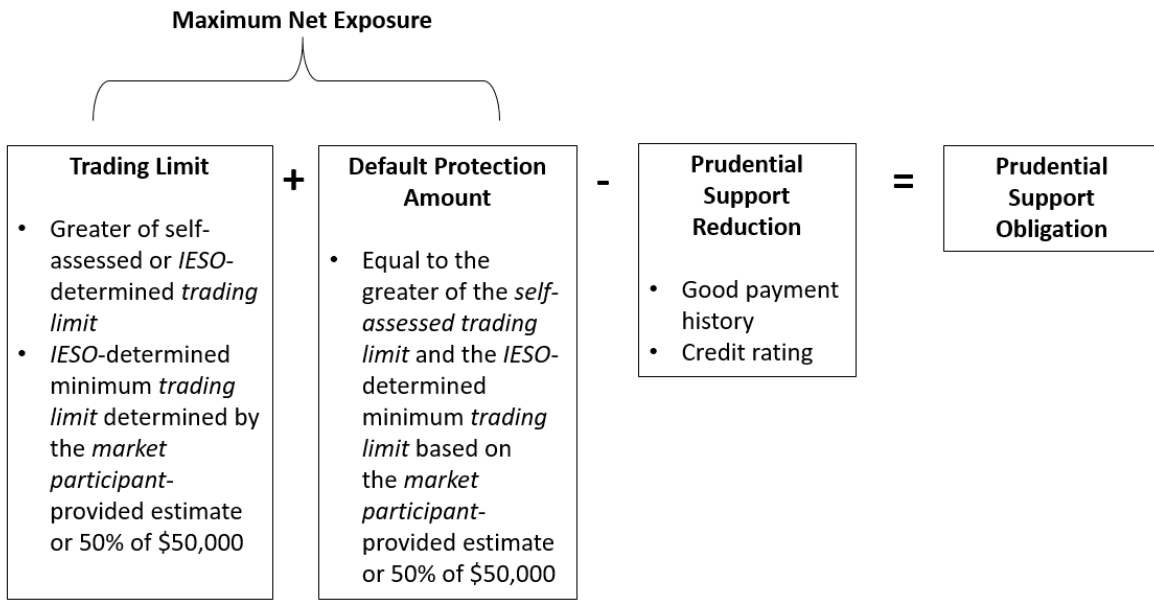 Maximum Net Exposure
Trading Limit
• Greater of self-
assessed or IESO-
determined trading
limit
• IESO-determined
minimum trading
limit determined by
the market
participant-
provided estimate
or 50% of $50,000
+
Default Protection
Amount
• Equal to the
greater of the self-
assessed trading
limit and the IESO-
determined
minimum trading
limit based on
the market
participant-
provided estimate
or 50% of $50,000
-
Prudential
Support
Reduction
• Good payment
history
• Credit rating
=
Prudential
Support
Obligation